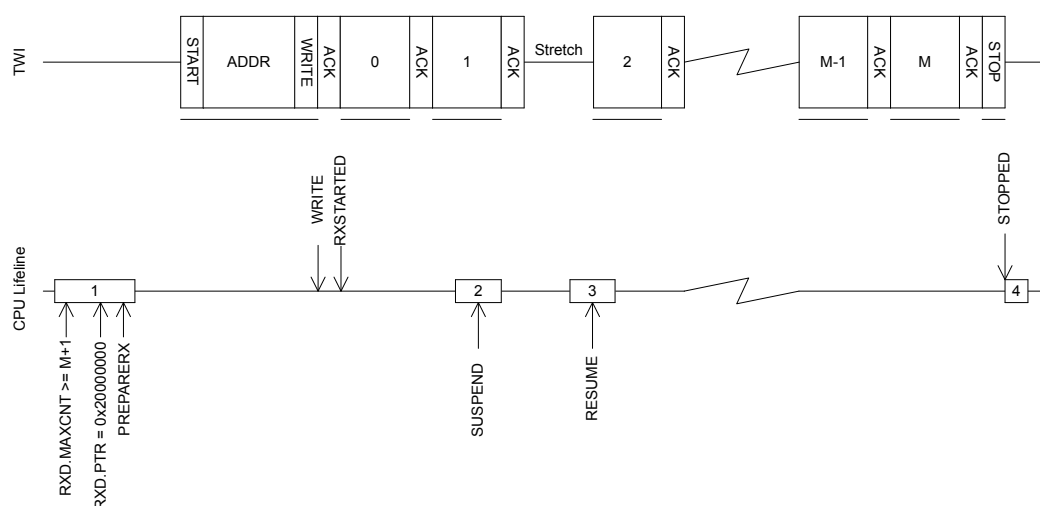 TWI
START
ADDR
WRITE
ACK
0
ACK
1
ACK
Stretch
2
ACK
M-1
ACK
M
ACK
STOP
CPU Lifeline
WRITE
RXSTARTED
STOPPED
1
2
3
4
RXD.MAXCNT >= M+1
RXD.PTR = 0x20000000
PREPARERX
SUSPEND
RESUME